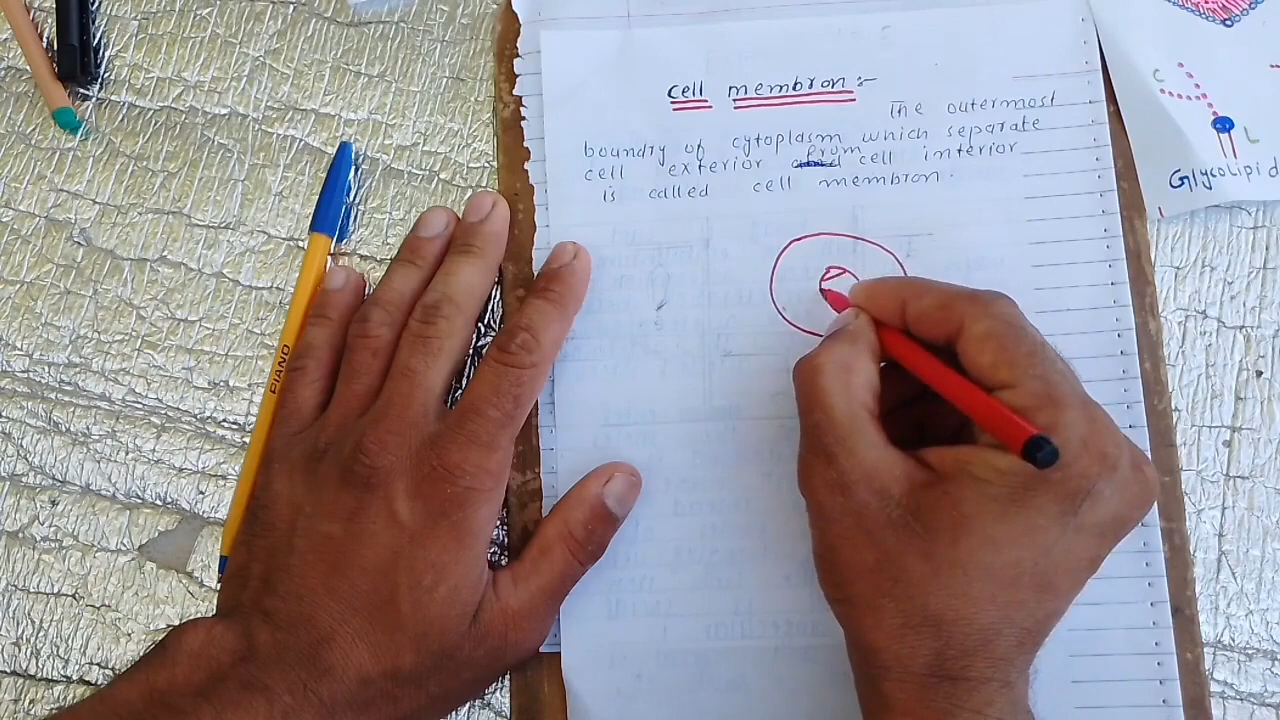 cell membron :-
The outermost
boundry of cytoplasm which separate
cell exterior from cell interior
is called cell membron.
C
L
Glycolipid
PIANO